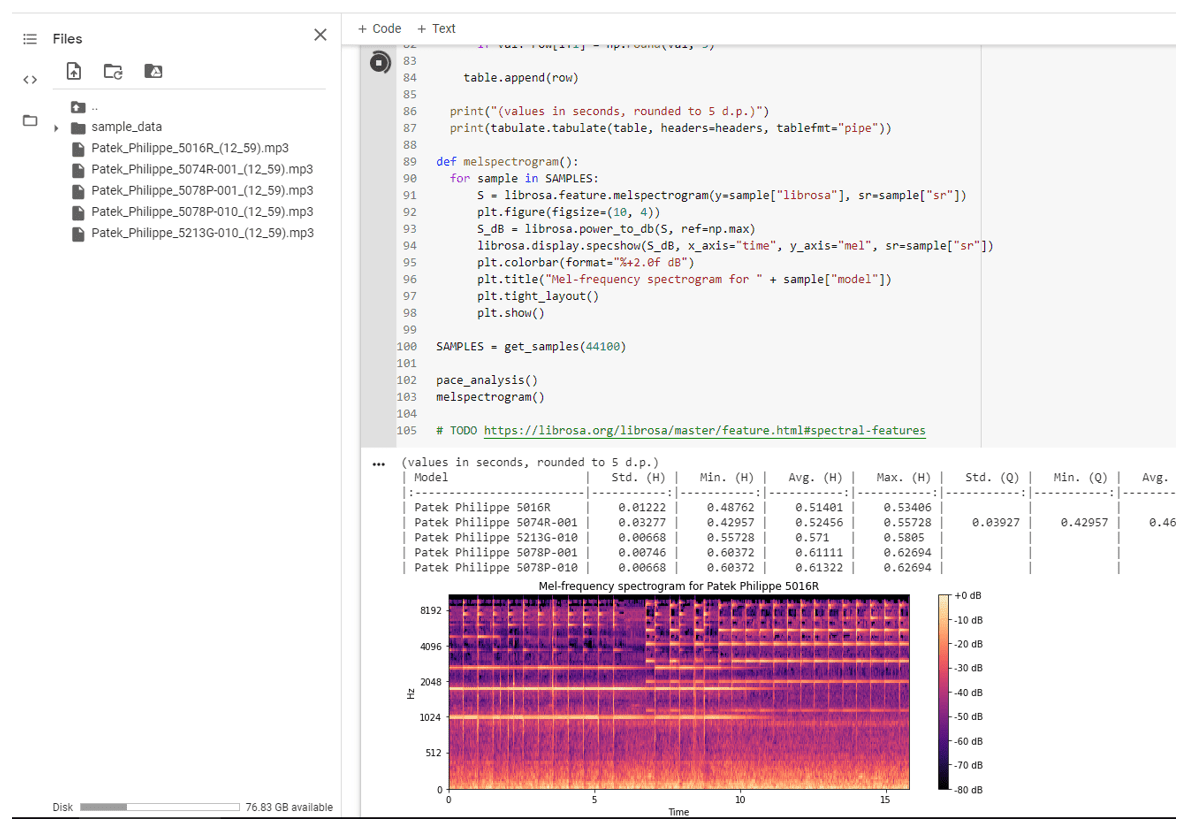 Files
+ Code + Text
..
sample_data
Patek_Philippe_5016R_(12_59).mp3
Patek_Philippe_5074R-001_(12_59).mp3
Patek_Philippe_5078P-001_(12_59).mp3
Patek_Philippe_5078P-010_(12_59).mp3
Patek_Philippe_5213G-010_(12_59).mp3
Disk 76.83 GB available
83
84 table.append(row)
85
86 print("(values in seconds, rounded to 5 d.p.)")
87 print(tabulate.tabulate(table, headers=headers, tablefmt="pipe"))
88
89 def melspectrogram():
90 for sample in SAMPLES:
91 S = librosa.feature.melspectrogram(y=sample["librosa"], sr=sample["sr"])
92 plt.figure(figsize=(10, 4))
93 S_dB = librosa.power_to_db(S, ref=np.max)
94 librosa.display.specshow(S_dB, x_axis="time", y_axis="mel", sr=sample["sr"])
95 plt.colorbar(format="%+2.0f dB")
96 plt.title("Mel-frequency spectrogram for " + sample["model"])
97 plt.tight_layout()
98 plt.show()
99
100 SAMPLES = get_samples(44100)
101
102 pace_analysis()
103 melspectrogram()
104
105 # TODO https://librosa.org/librosa/master/feature.html#spectral-features
(values in seconds, rounded to 5 d.p.)
| Model | Std. (H) | Min. (H) | Avg. (H) | Max. (H) | Std. (Q) | Min. (Q) | Avg.
|:-------------------------|-----------:|-----------:|-----------:|-----------:|-----------:|-----------:|-------
| Patek Philippe 5016R | 0.01222 | 0.48762 | 0.51401 | 0.53406 | | |
| Patek Philippe 5074R-001 | 0.03277 | 0.42957 | 0.52456 | 0.55728 | 0.03927 | 0.42957 | 0.46
| Patek Philippe 5213G-010 | 0.00668 | 0.55728 | 0.571 | 0.5805 | | |
| Patek Philippe 5078P-001 | 0.00746 | 0.60372 | 0.61111 | 0.62694 | | |
| Patek Philippe 5078P-010 | 0.00668 | 0.60372 | 0.61322 | 0.62694 | | |
Mel-frequency spectrogram for Patek Philippe 5016R
8192
4096
2048
1024
512
0
Hz
0 5 10 15
Time
+0 dB
-10 dB
-20 dB
-30 dB
-40 dB
-50 dB
-60 dB
-70 dB
-80 dB